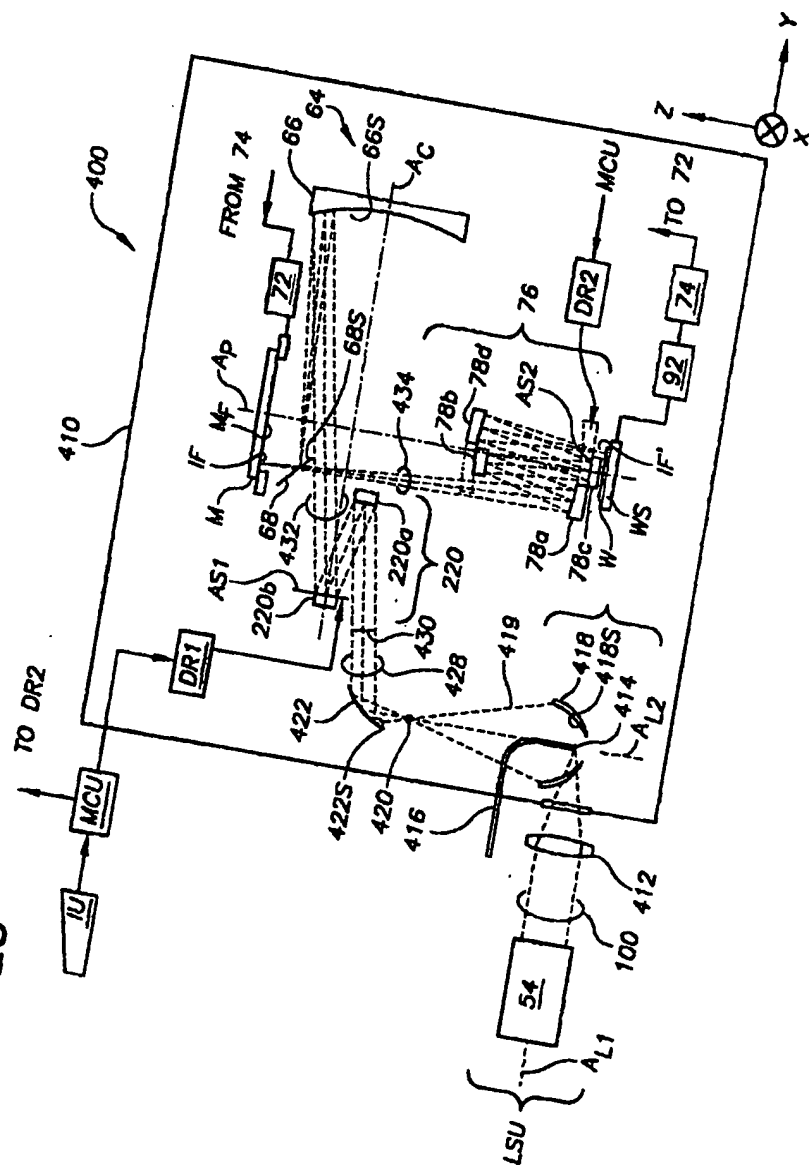 TO DR2
IU
MCU
DR1
400
410
FROM 74
72
66
64
66S
AC
AP
MF
IF
M
68
68S
432
434
AS1
220b
220a
220
430
428
422
422S
420
419
418
418S
414
416
AL2
412
100
54
AL1
LSU
76
78d
78b
78a
78c
AS2
DR2
MCU
IF'
W
WS
92
74
TO 72
Z
Y
X